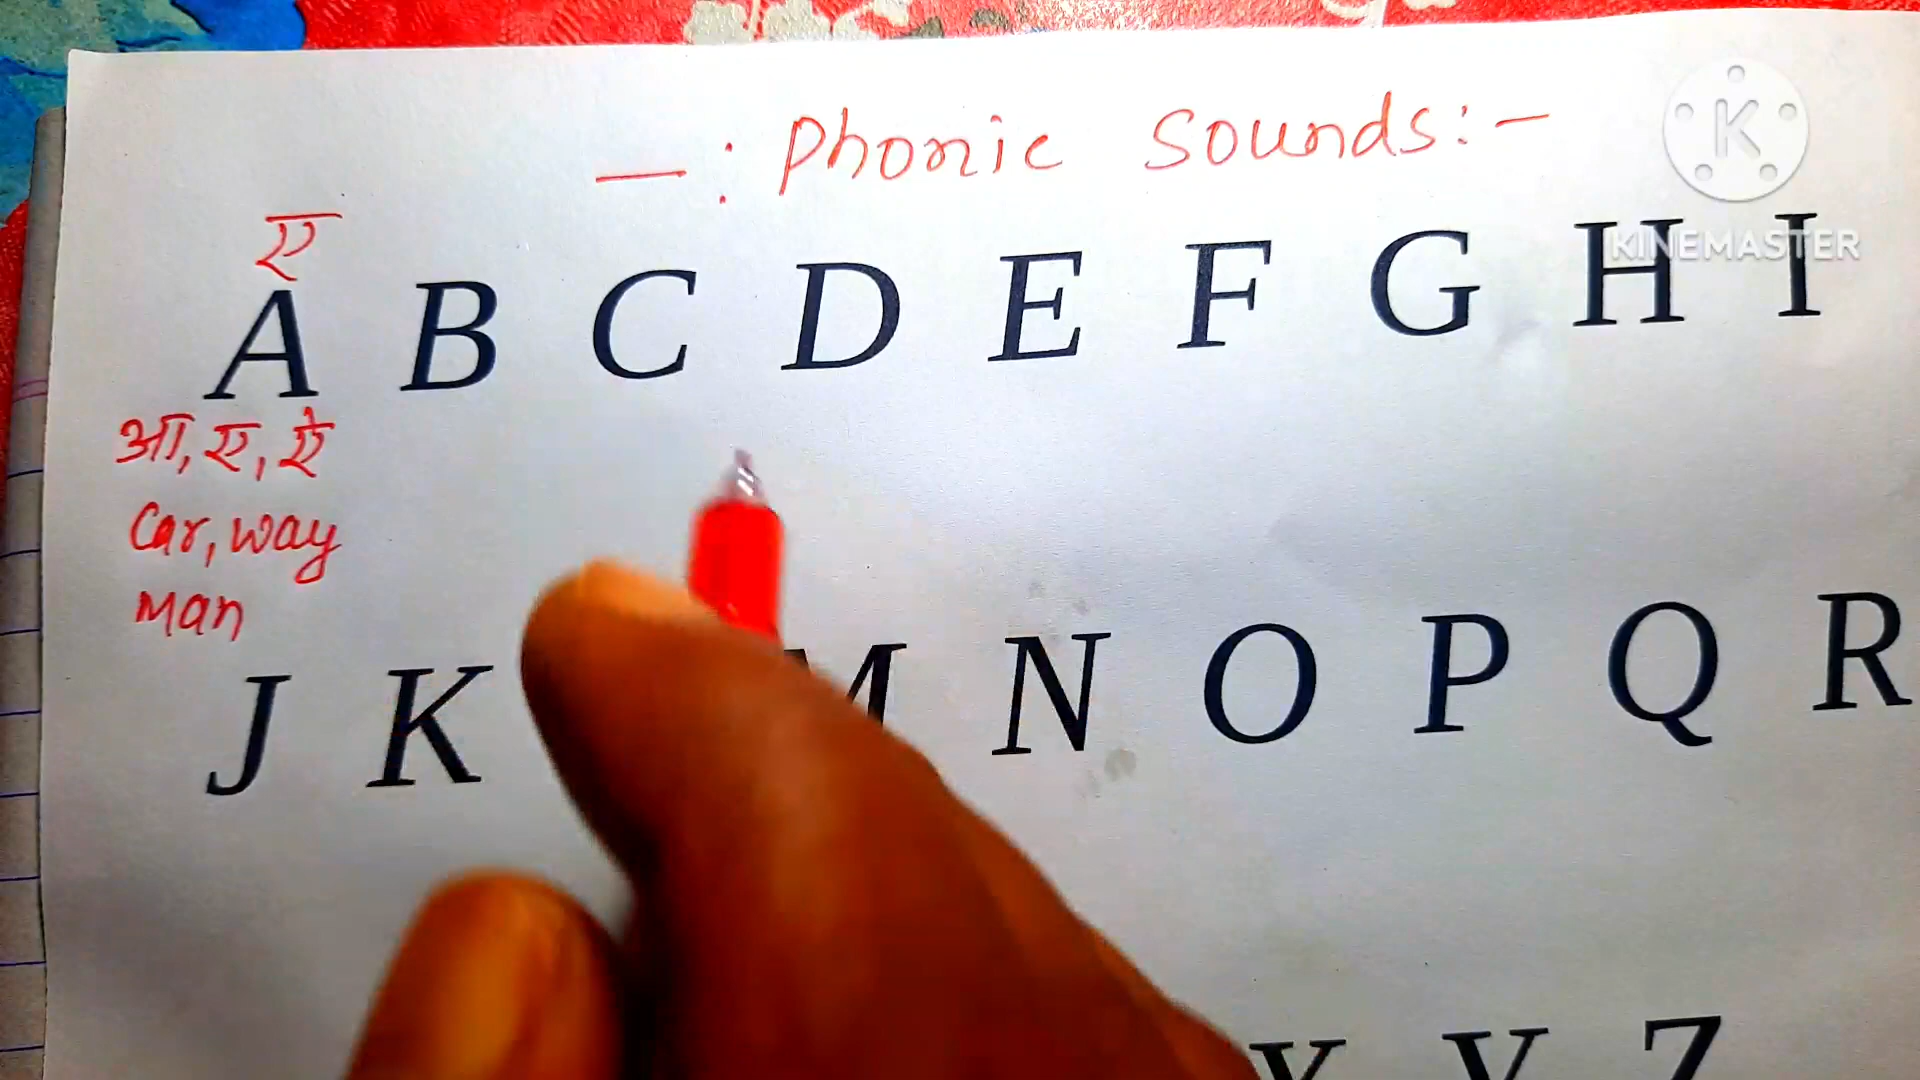 —: Phonic Sounds:-
K
KINEMASTER
ए
A B C D E F G H I
आ, ए, ऐ
Car, way
Man
J K M N O P Q R
X Y Z